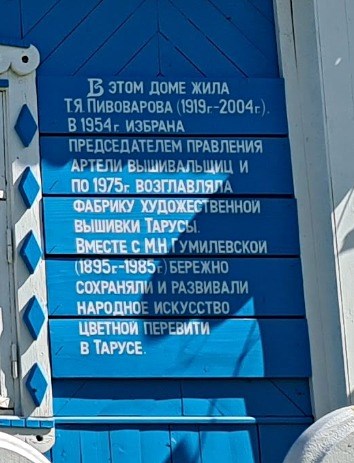 В этом доме жила
Т.Я. Пивоварова (1919г.-2004г.).
В 1954г. избрана
председателем правления
артели вышивальщиц и
по 1975г. возглавляла
фабрику художественной
вышивки Тарусы.
Вместе с М.Н Гумилевской
(1895г.-1985г.) бережно
сохраняли и развивали
народное искусство
цветной перевити
в Тарусе.